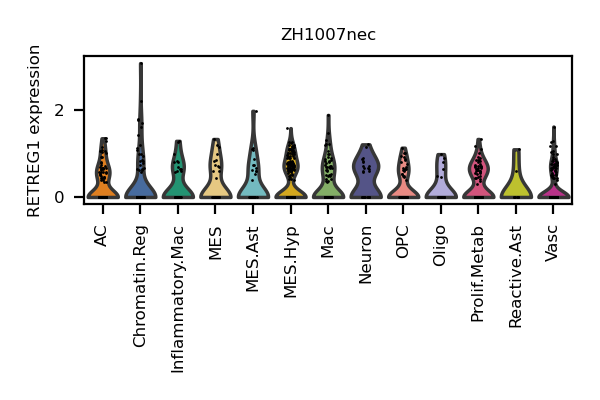 ZH1007nec
RETREG1 expression
2
0
AC
Chromatin.Reg
Inflammatory.Mac
MES
MES.Ast
MES.Hyp
Mac
Neuron
OPC
Oligo
Prolif.Metab
Reactive.Ast
Vasc